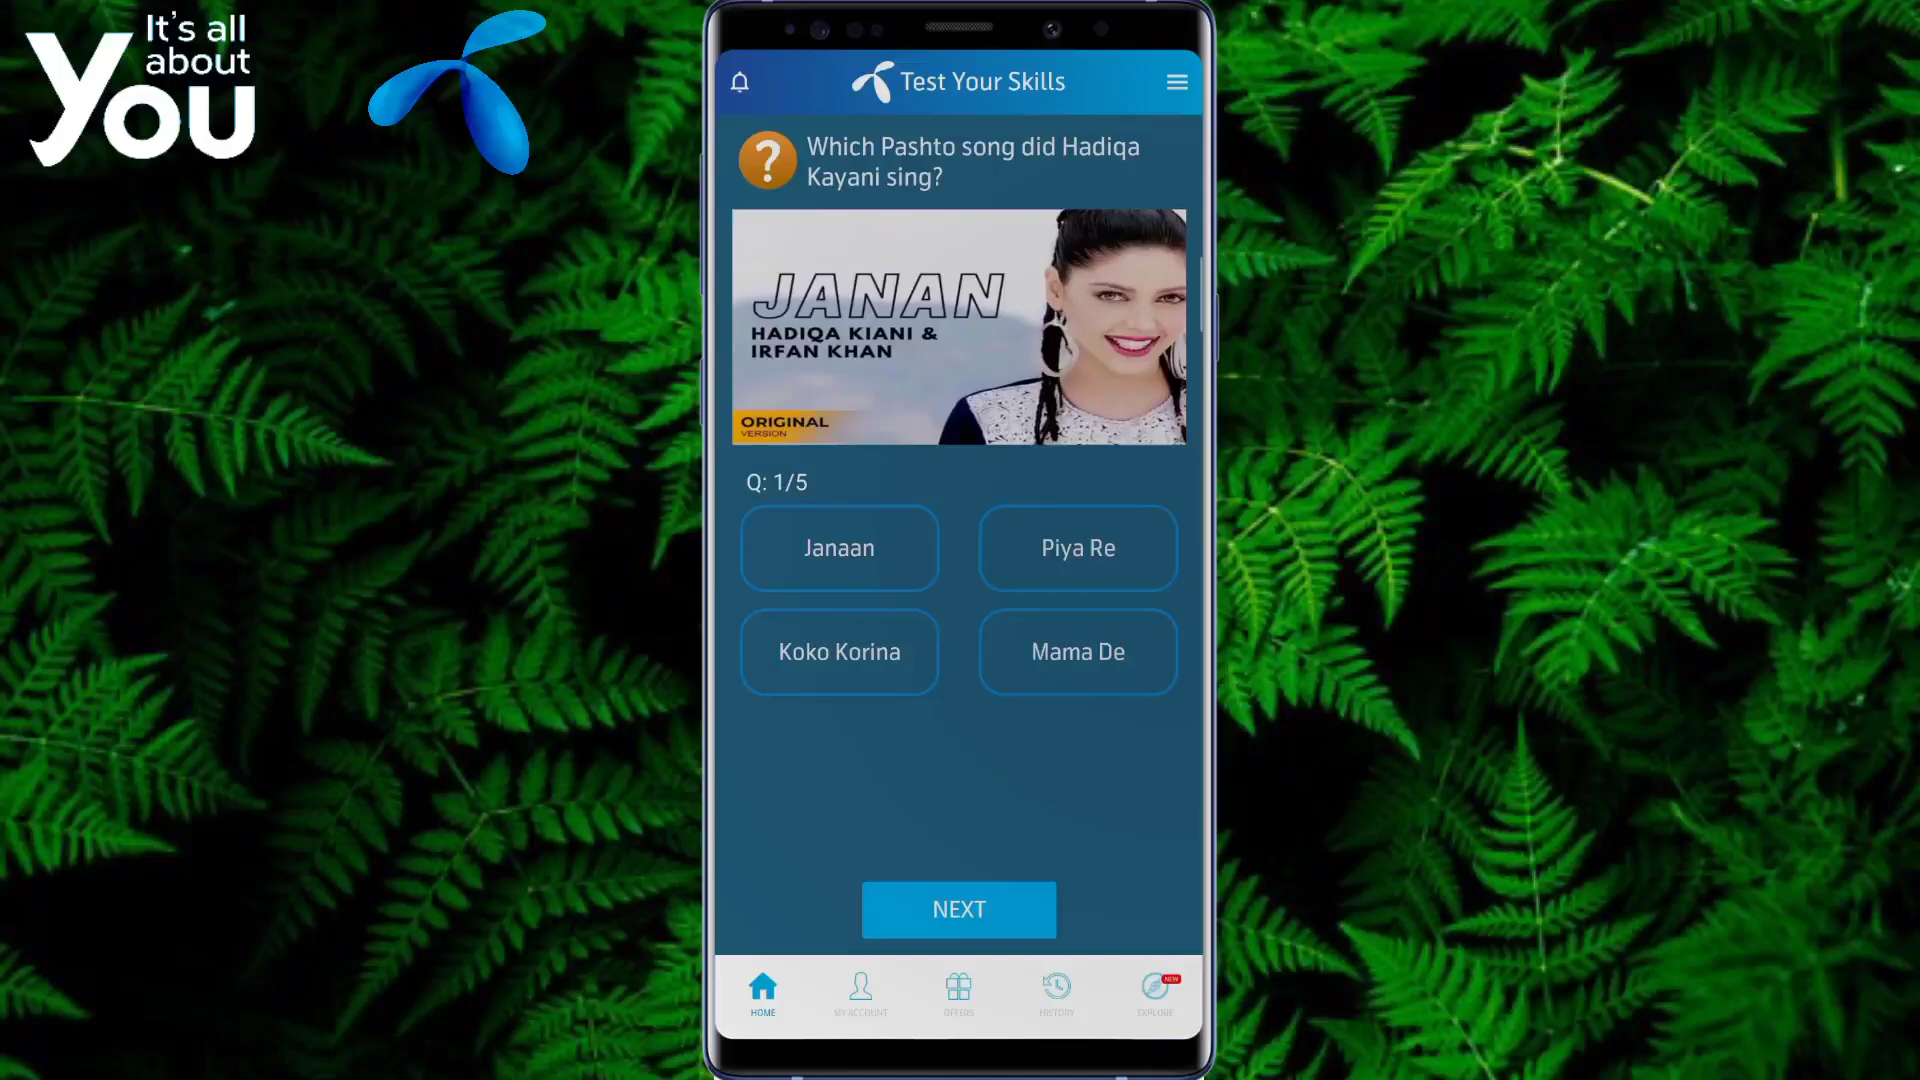 It's all
about
You
Test Your Skills
?
Which Pashto song did Hadiqa
Kayani sing?
JANAN
HADIQA KIANI &
IRFAN KHAN
ORIGINAL
VERSION
Q: 1/5
Janaan
Piya Re
Koko Korina
Mama De
NEXT
HOME
MY ACCOUNT
OFFERS
HISTORY
NEW
EXPLORE